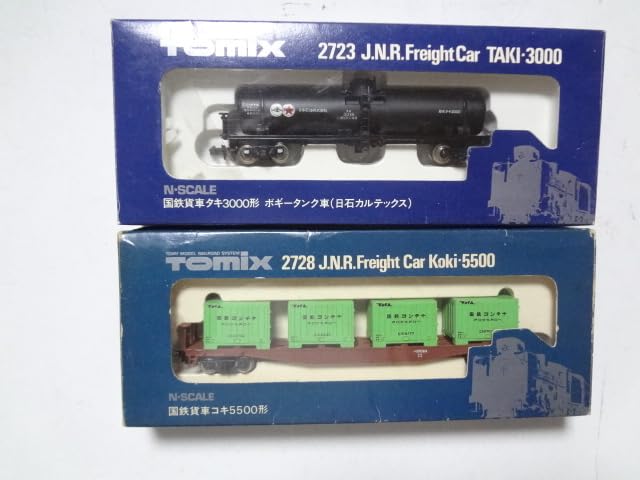 TOMIX 2723 J.N.R. Freight Car TAKI·3000
N-SCALE
国鉄貨車タキ3000形 ボギータンク車(日石カルテックス)
TOMY MODEL RAILROAD SYSTEM
TOMIX 2728 J.N.R. Freight Car Koki·5500
国鉄コンテナ 国鉄コンテナ 国鉄コンテナ 国鉄コンテナ
N-SCALE
国鉄貨車コキ5500形